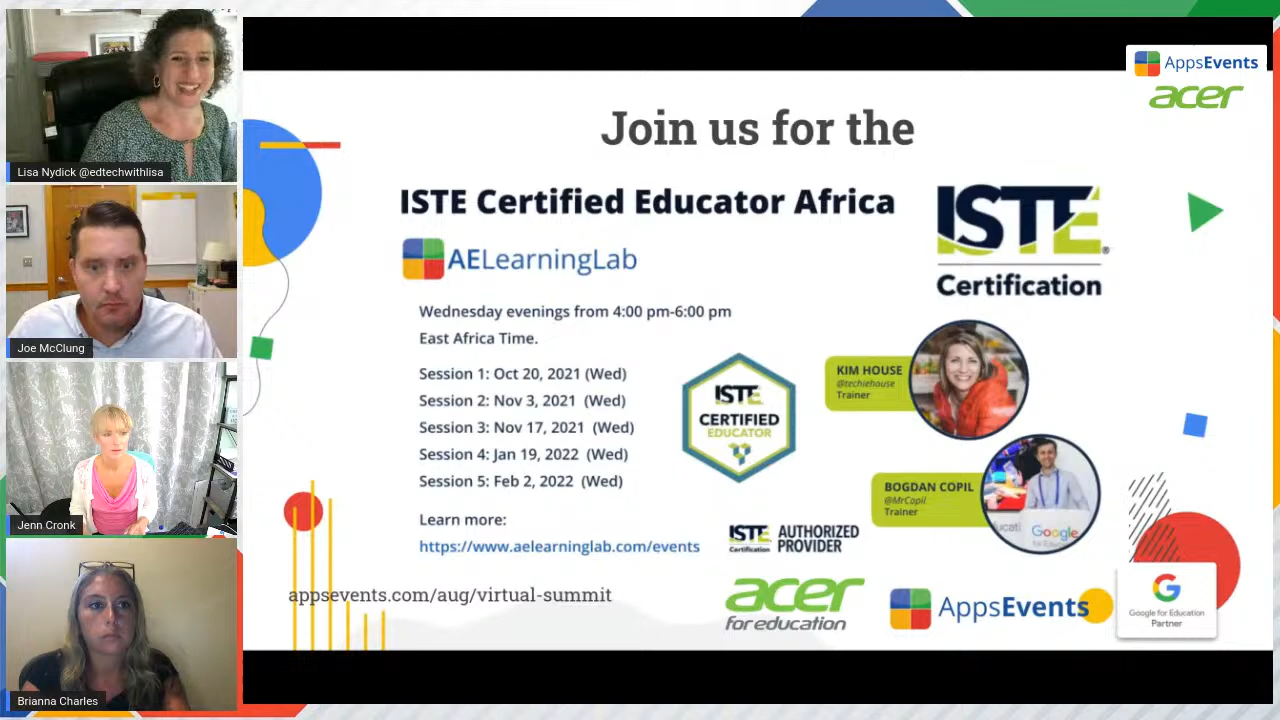 Lisa Nydick @edtechwithlisa
Joe McClung
Jenn Cronk
Brianna Charles
AppsEvents
acer
Join us for the
ISTE Certified Educator Africa
AELearningLab
ISTE®
Certification
Wednesday evenings from 4:00 pm-6:00 pm
East Africa Time.
Session 1: Oct 20, 2021 (Wed)
Session 2: Nov 3, 2021 (Wed)
Session 3: Nov 17, 2021 (Wed)
Session 4: Jan 19, 2022 (Wed)
Session 5: Feb 2, 2022 (Wed)
Learn more:
https://www.aelearninglab.com/events
ISTE
CERTIFIED
EDUCATOR
KIM HOUSE
@techiehouse
Trainer
BOGDAN COPIL
@MrCopil
Trainer
ucati
Google
for Educat
ISTE
Certification
AUTHORIZED
PROVIDER
appsevents.com/aug/virtual-summit
acer
for education
AppsEvents
Google for Education
Partner